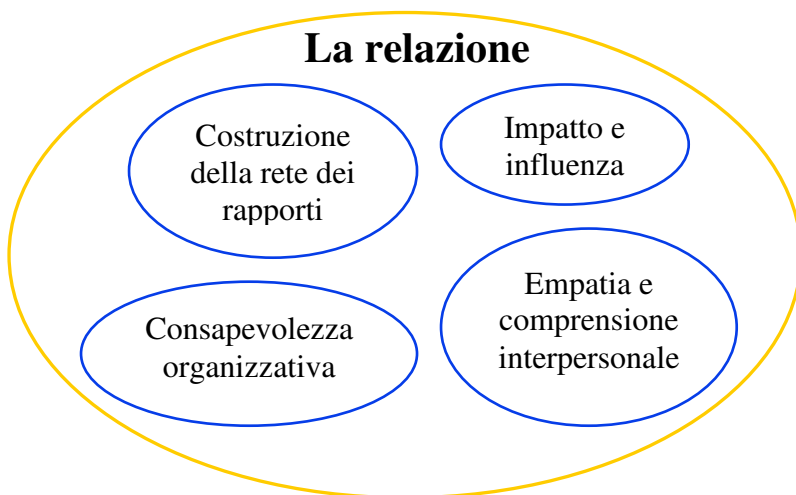 La relazione
Costruzione
della rete dei
rapporti
Impatto e
influenza
Consapevolezza
organizzativa
Empatia e
comprensione
interpersonale